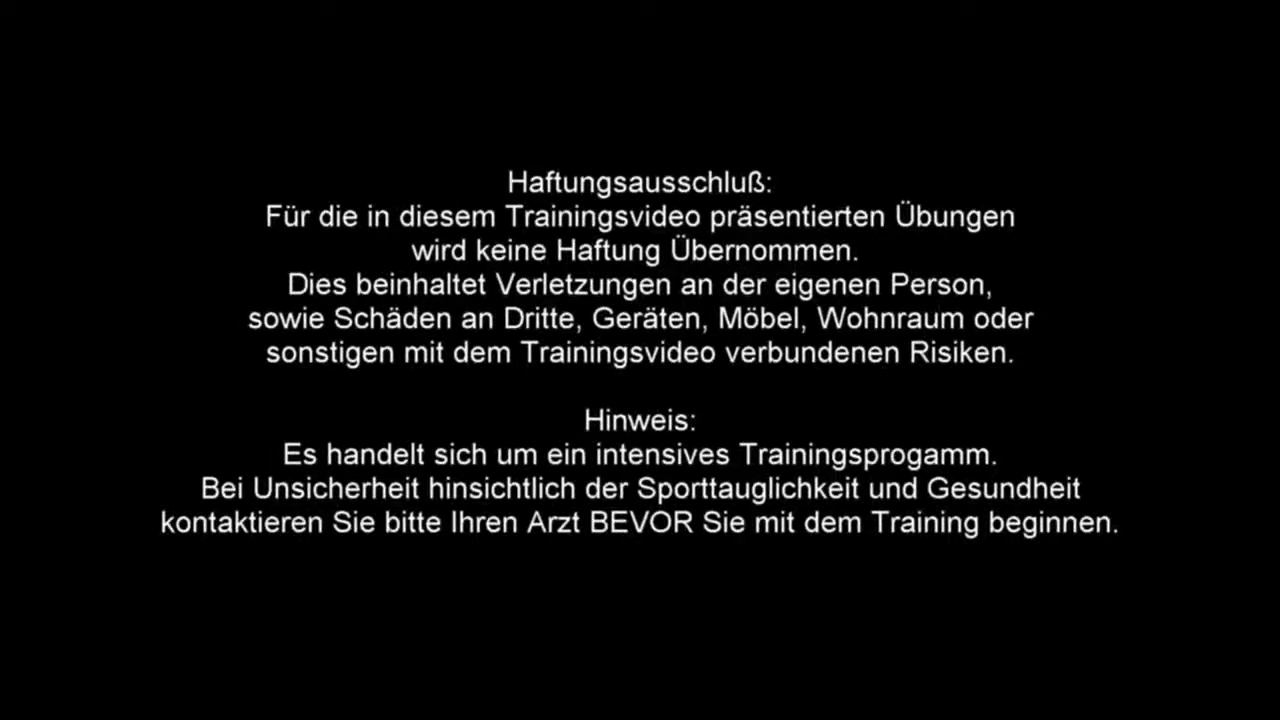 Haftungsausschluß:
Für die in diesem Trainingsvideo präsentierten Übungen
wird keine Haftung Übernommen.
Dies beinhaltet Verletzungen an der eigenen Person,
sowie Schäden an Dritte, Geräten, Möbel, Wohnraum oder
sonstigen mit dem Trainingsvideo verbundenen Risiken.
Hinweis:
Es handelt sich um ein intensives Trainingsprogamm.
Bei Unsicherheit hinsichtlich der Sporttauglichkeit und Gesundheit
kontaktieren Sie bitte Ihren Arzt BEVOR Sie mit dem Training beginnen.